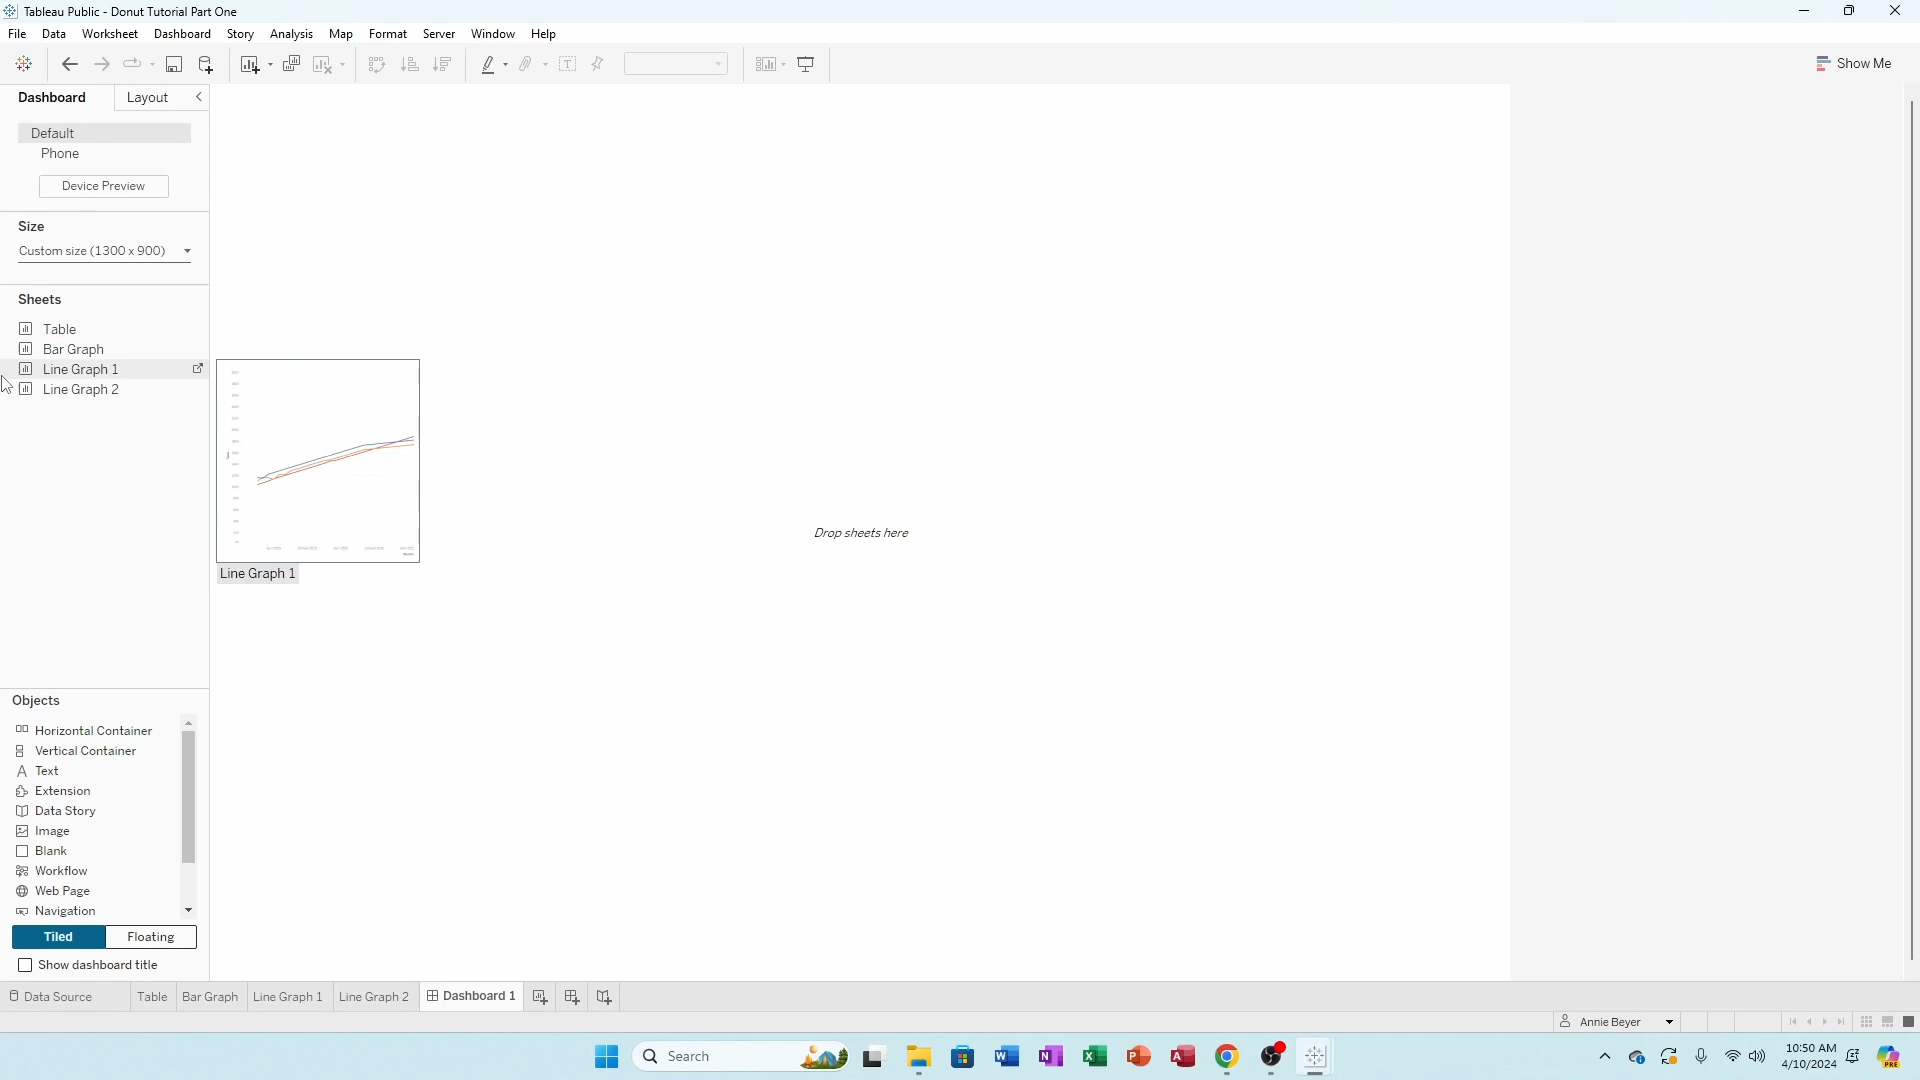 Tableau Public - Donut Tutorial Part One
File Data Worksheet Dashboard Story Analysis Map Format Server Window Help
Show Me
Dashboard Layout
Default
Phone
Device Preview
Size
Custom size (1300 x 900)
Sheets
Table
Bar Graph
Line Graph 1
Line Graph 2
Line Graph 1
Drop sheets here
Objects
Horizontal Container
Vertical Container
Text
Extension
Data Story
Image
Blank
Workflow
Web Page
Navigation
Tiled Floating
Show dashboard title
Data Source Table Bar Graph Line Graph 1 Line Graph 2 Dashboard 1
Annie Beyer
Search
10:50 AM
4/10/2024